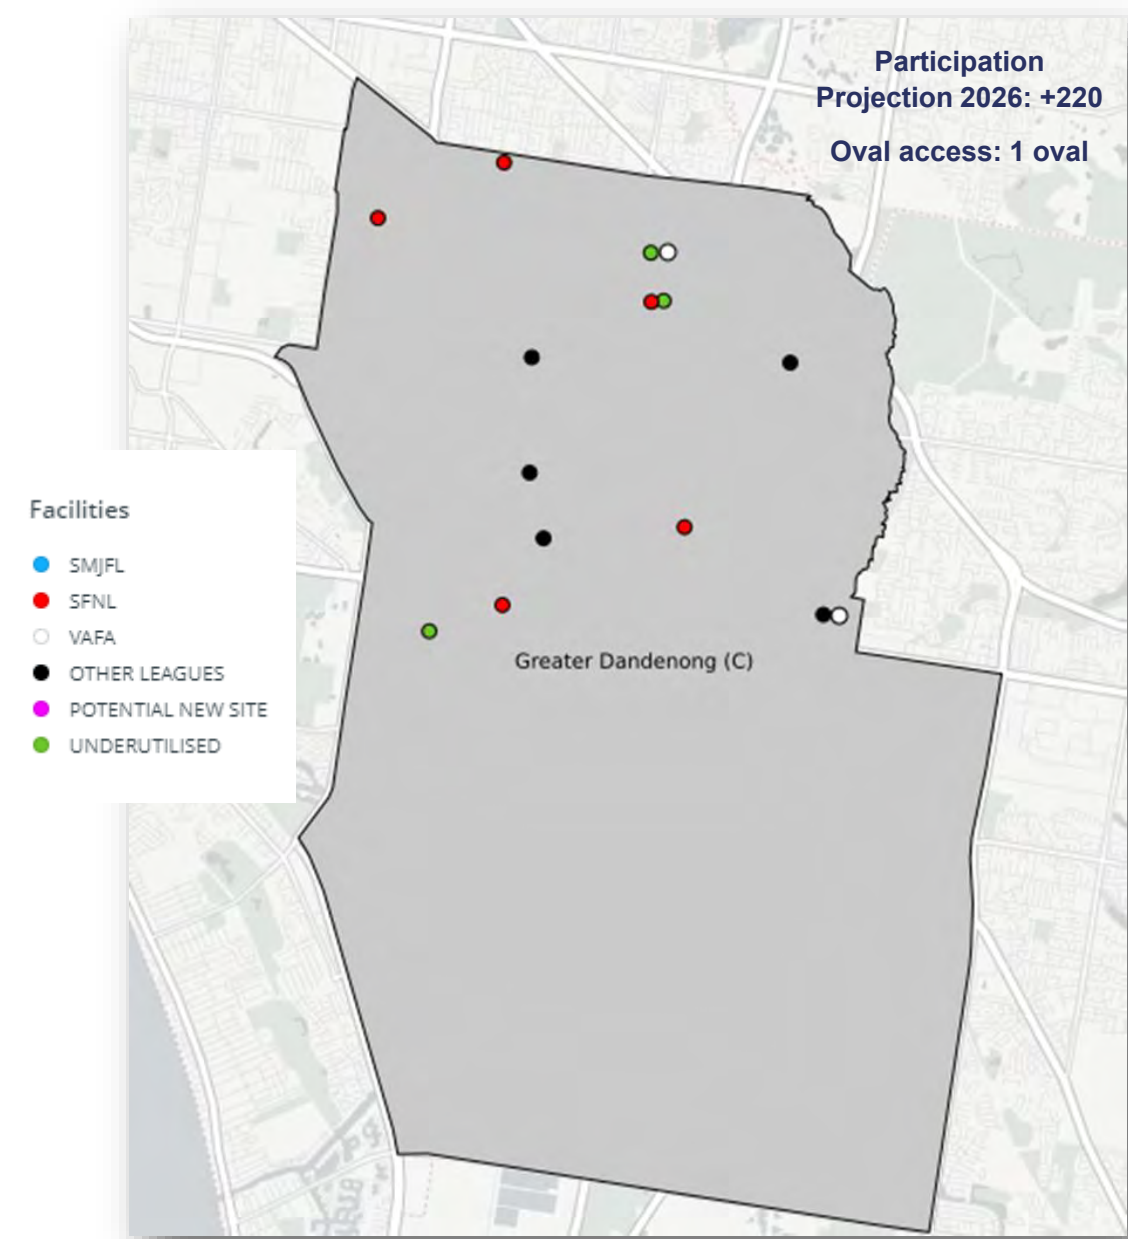 Participation
Projection 2026: +220
Oval access: 1 oval
Facilities
SMJFL
SFNL
VAFA
OTHER LEAGUES
POTENTIAL NEW SITE
UNDERUTILISED
Greater Dandenong (C)